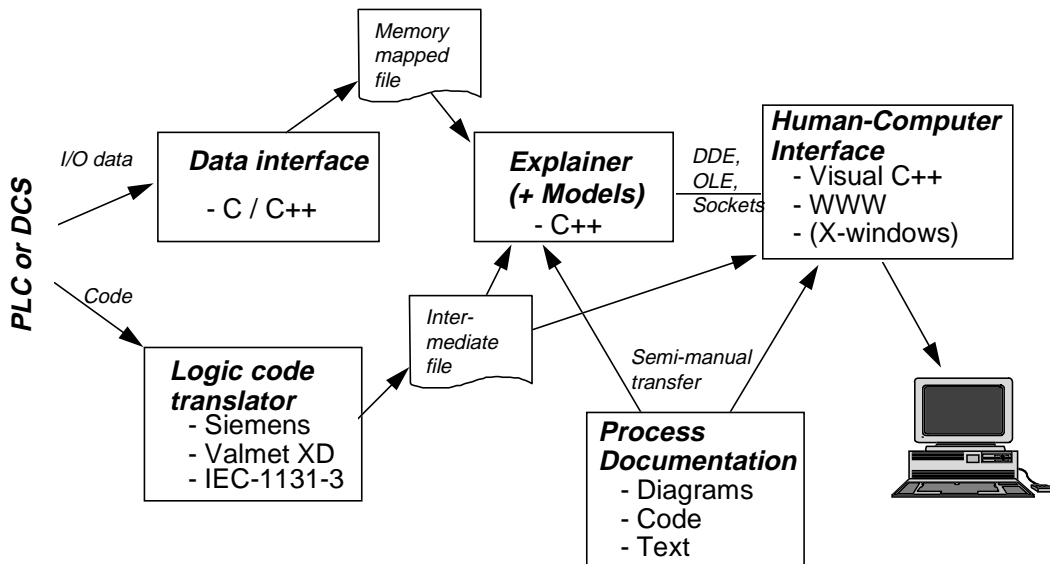 Memory
mapped
file
I/O data
Data interface
- C / C++
Explainer
(+ Models)
- C++
DDE,
OLE,
Sockets
Human-Computer
Interface
- Visual C++
- WWW
- (X-windows)
PLC or DCS
Code
Inter-
mediate
file
Logic code
translator
- Siemens
- Valmet XD
- IEC-1131-3
Semi-manual
transfer
Process
Documentation
- Diagrams
- Code
- Text